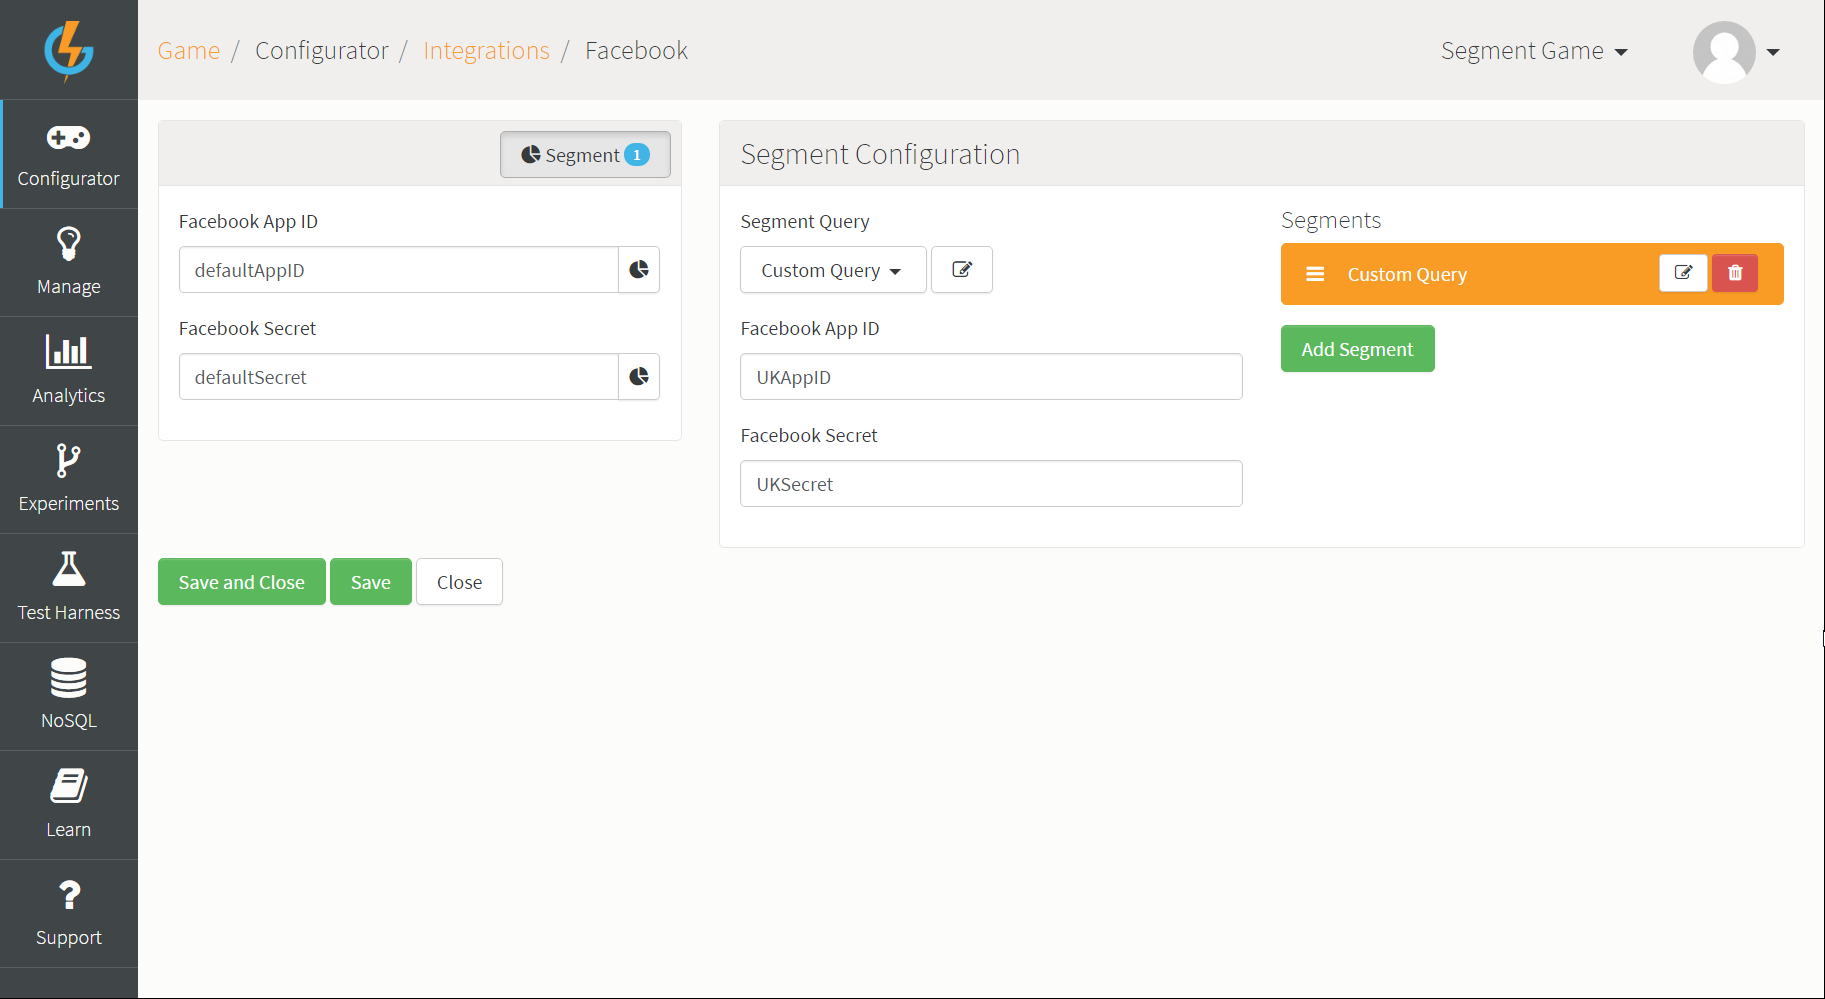 Game / Configurator / Integrations / Facebook
Segment Game
Configurator
Manage
Analytics
Experiments
Test Harness
NoSQL
Learn
Support
Segment 1
Facebook App ID
defaultAppID
Facebook Secret
defaultSecret
Segment Configuration
Segment Query
Custom Query
Facebook App ID
UKAppID
Facebook Secret
UKSecret
Segments
Custom Query
Add Segment
Save and Close
Save
Close